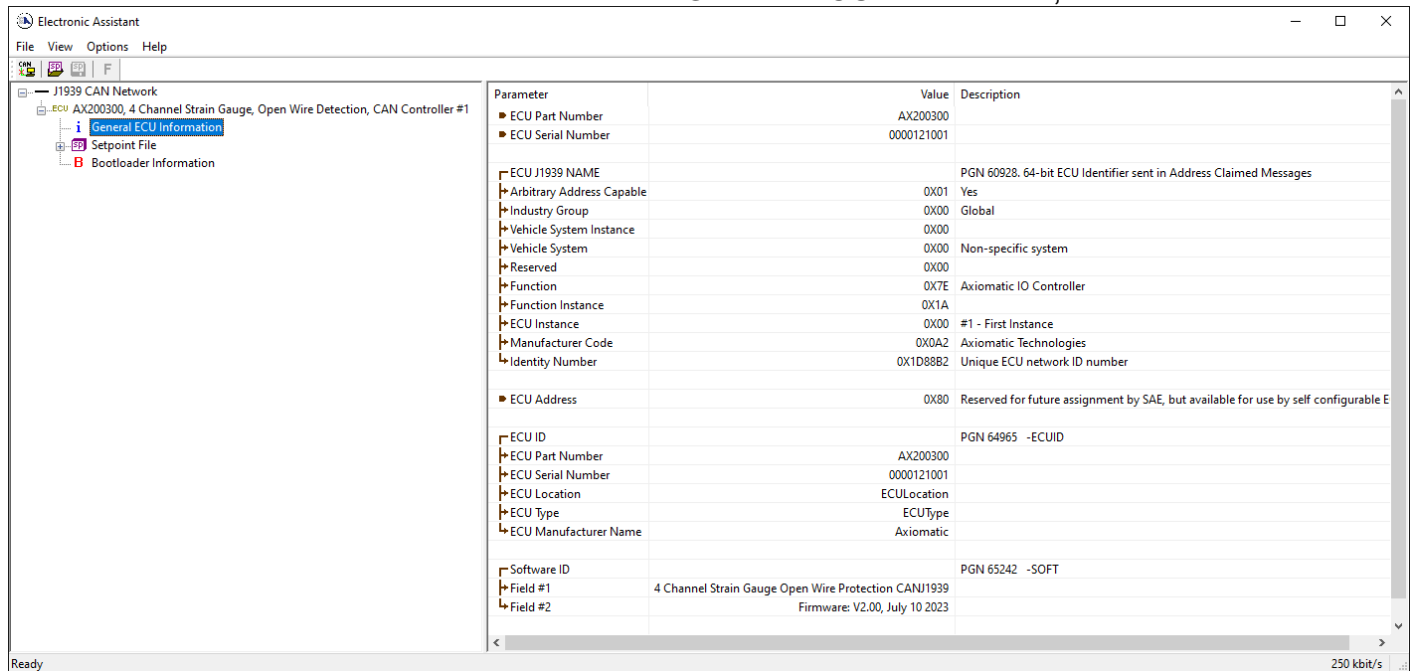 Electronic Assistant
File View Options Help
CAN SP SP F
J1939 CAN Network
ECU AX200300, 4 Channel Strain Gauge, Open Wire Detection, CAN Controller #1
i General ECU Information
SP Setpoint File
B Bootloader Information
Parameter Value Description
ECU Part Number AX200300
ECU Serial Number 0000121001
ECU J1939 NAME PGN 60928. 64-bit ECU Identifier sent in Address Claimed Messages
Arbitrary Address Capable 0X01 Yes
Industry Group 0X00 Global
Vehicle System Instance 0X00
Vehicle System 0X00 Non-specific system
Reserved 0X00
Function 0X7E Axiomatic IO Controller
Function Instance 0X1A
ECU Instance 0X00 #1 - First Instance
Manufacturer Code 0X0A2 Axiomatic Technologies
Identity Number 0X1D88B2 Unique ECU network ID number
ECU Address 0X80 Reserved for future assignment by SAE, but available for use by self configurable E
ECU ID PGN 64965 -ECUID
ECU Part Number AX200300
ECU Serial Number 0000121001
ECU Location ECULocation
ECU Type ECUType
ECU Manufacturer Name Axiomatic
Software ID PGN 65242 -SOFT
Field #1 4 Channel Strain Gauge Open Wire Protection CANJ1939
Field #2 Firmware: V2.00, July 10 2023
Ready 250 kbit/s